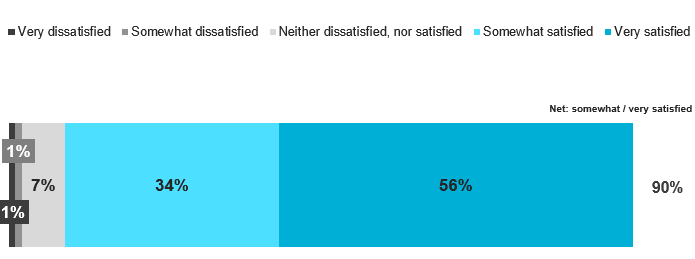 Very dissatisfied Somewhat dissatisfied Neither dissatisfied, nor satisfied Somewhat satisfied Very satisfied
Net: somewhat / very satisfied
1%
7% 34% 56% 90%
1%